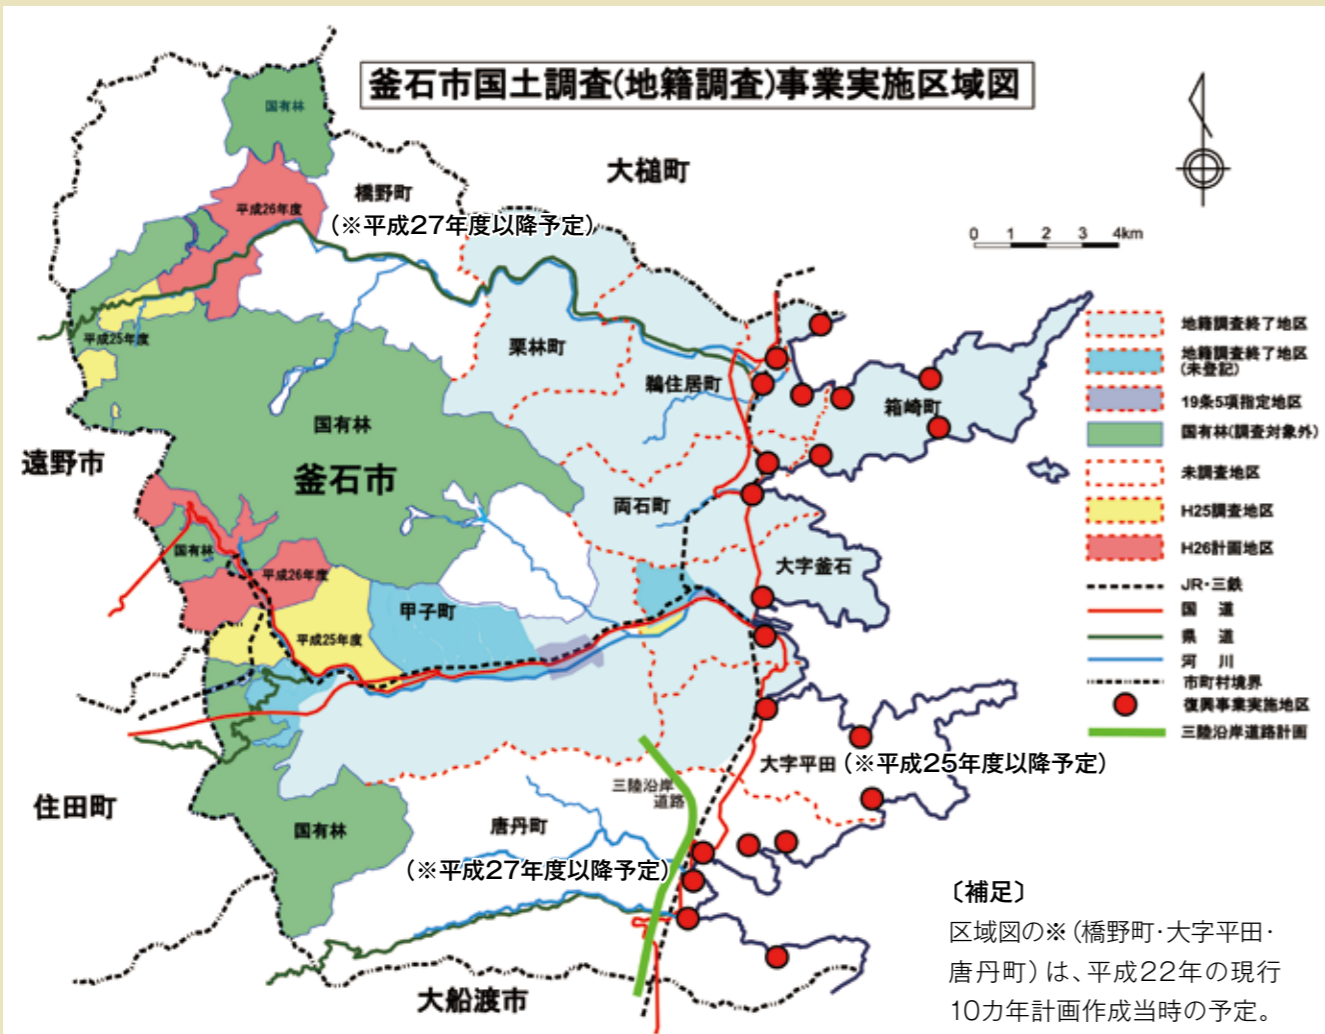 釜石市国土調査(地籍調査)事業実施区域図
国有林
大槌町
橋野町
平成26年度
(※平成27年度以降予定)
0 1 2 3 4km
平成25年度
栗林町
鵜住居町
箱崎町
国有林
遠野市
釜石市
両石町
国有林
大字釜石
平成26年度
甲子町
平成25年度
大字平田(※平成25年度以降予定)
三陸沿岸
道路
住田町
国有林
唐丹町
(※平成27年度以降予定)
大船渡市
地籍調査終了地区
地籍調査終了地区
(未登記)
19条5項指定地区
国有林(調査対象外)
未調査地区
H25調査地区
H26計画地区
JR・三鉄
国 道
県 道
河 川
市町村境界
復興事業実施地区
三陸沿岸道路計画
〔補足〕
区域図の※(橋野町・大字平田・
唐丹町)は、平成22年の現行
10カ年計画作成当時の予定。